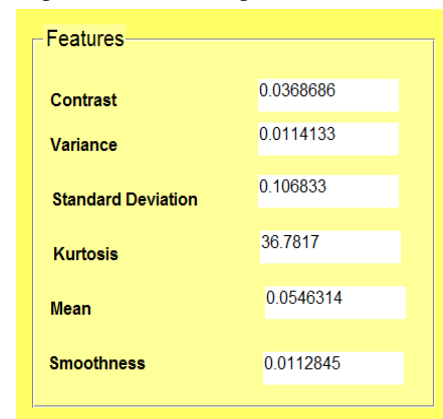 Features
Contrast 0.0368686
Variance 0.0114133
Standard Deviation 0.106833
Kurtosis 36.7817
Mean 0.0546314
Smoothness 0.0112845